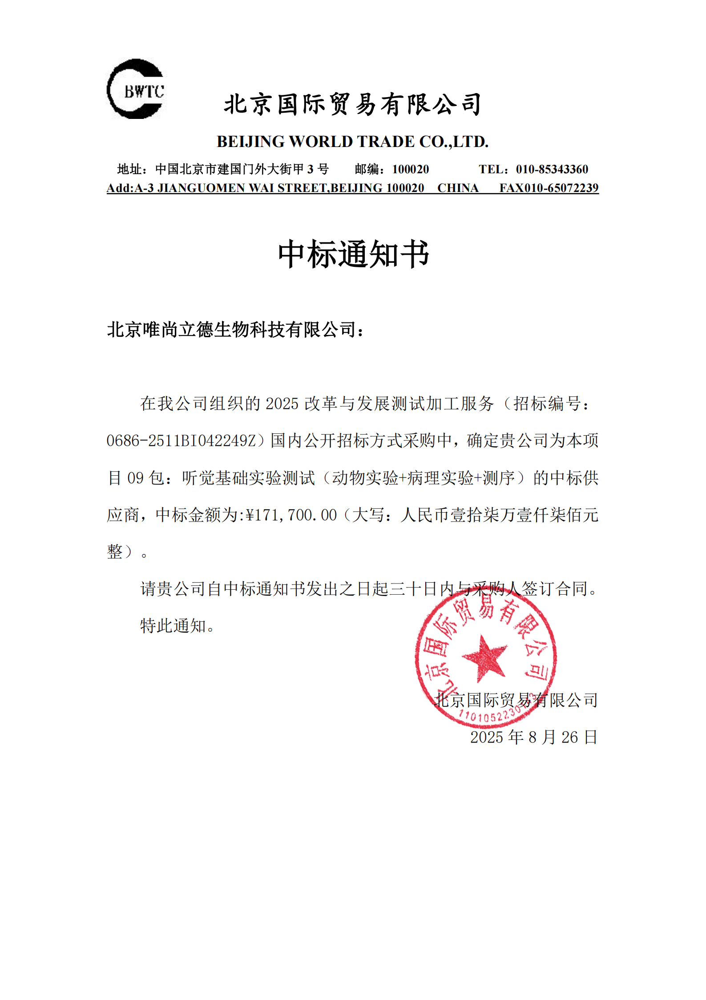 BWTC
北京国际贸易有限公司
BEIJING WORLD TRADE CO.,LTD.
地址：中国北京市建国门外大街甲 3 号 邮编：100020 TEL：010-85343360
Add:A-3 JIANGUOMEN WAI STREET,BEIJING 100020 CHINA FAX010-65072239
中标通知书
北京唯尚立德生物科技有限公司：
在我公司组织的 2025 改革与发展测试加工服务（招标编号：
0686-2511BI042249Z）国内公开招标方式采购中，确定贵公司为本项
目 09 包：听觉基础实验测试（动物实验+病理实验+测序）的中标供
应商，中标金额为:¥171,700.00（大写：人民币壹拾柒万壹仟柒佰元
整）。
请贵公司自中标通知书发出之日起三十日内与采购人签订合同。
特此通知。
北京国际贸易有限公司
北京国际贸易有限公司
2025 年 8 月 26 日